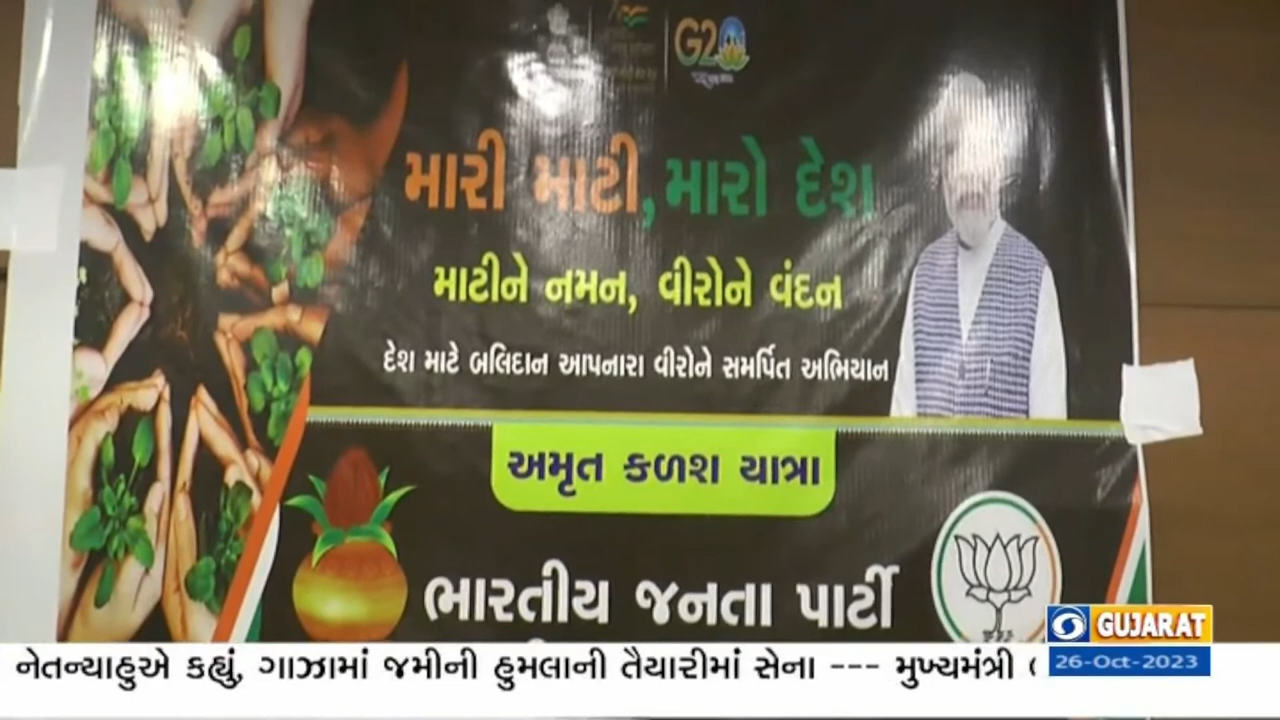 G20
મારી માટી, મારો દેશ
માટીને નમન, વીરોને વંદન
દેશ માટે બલિદાન આપનારા વીરોને સમર્પિત અભિયાન
અમૃત કળશ યાત્રા
ભારતીય જનતા પાર્ટી
GUJARAT
26-Oct-2023
નેતન્યાહુએ કહ્યું, ગાઝામાં જમીની હુમલાની તૈયારીમાં સેના --- મુખ્યમંત્રી